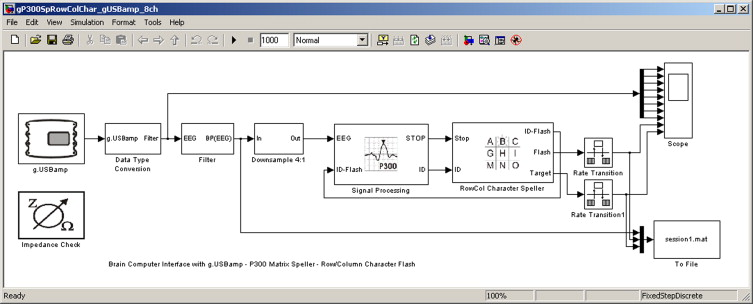 gP300SpRowColChar_gUSBamp_8ch
File Edit View Simulation Format Tools Help
1000 Normal
g.USBamp
g.USBamp Filter
Data Type
Conversion
EEG BP(EEG)
Filter
In Out
Downsample 4:1
EEG STOP
ID-Flash ID
P300
Signal Processing
Stop ID-Flash
Flash
ID Target
A B C
G H I
M N O
RowCol Character Speller
Rate Transition
Rate Transition1
Scope
Z Ω
Impedance Check
session1.mat
To File
Brain Computer Interface with g.USBamp - P300 Matrix Speller - Row/Column Character Flash
Ready 100% FixedStepDiscrete